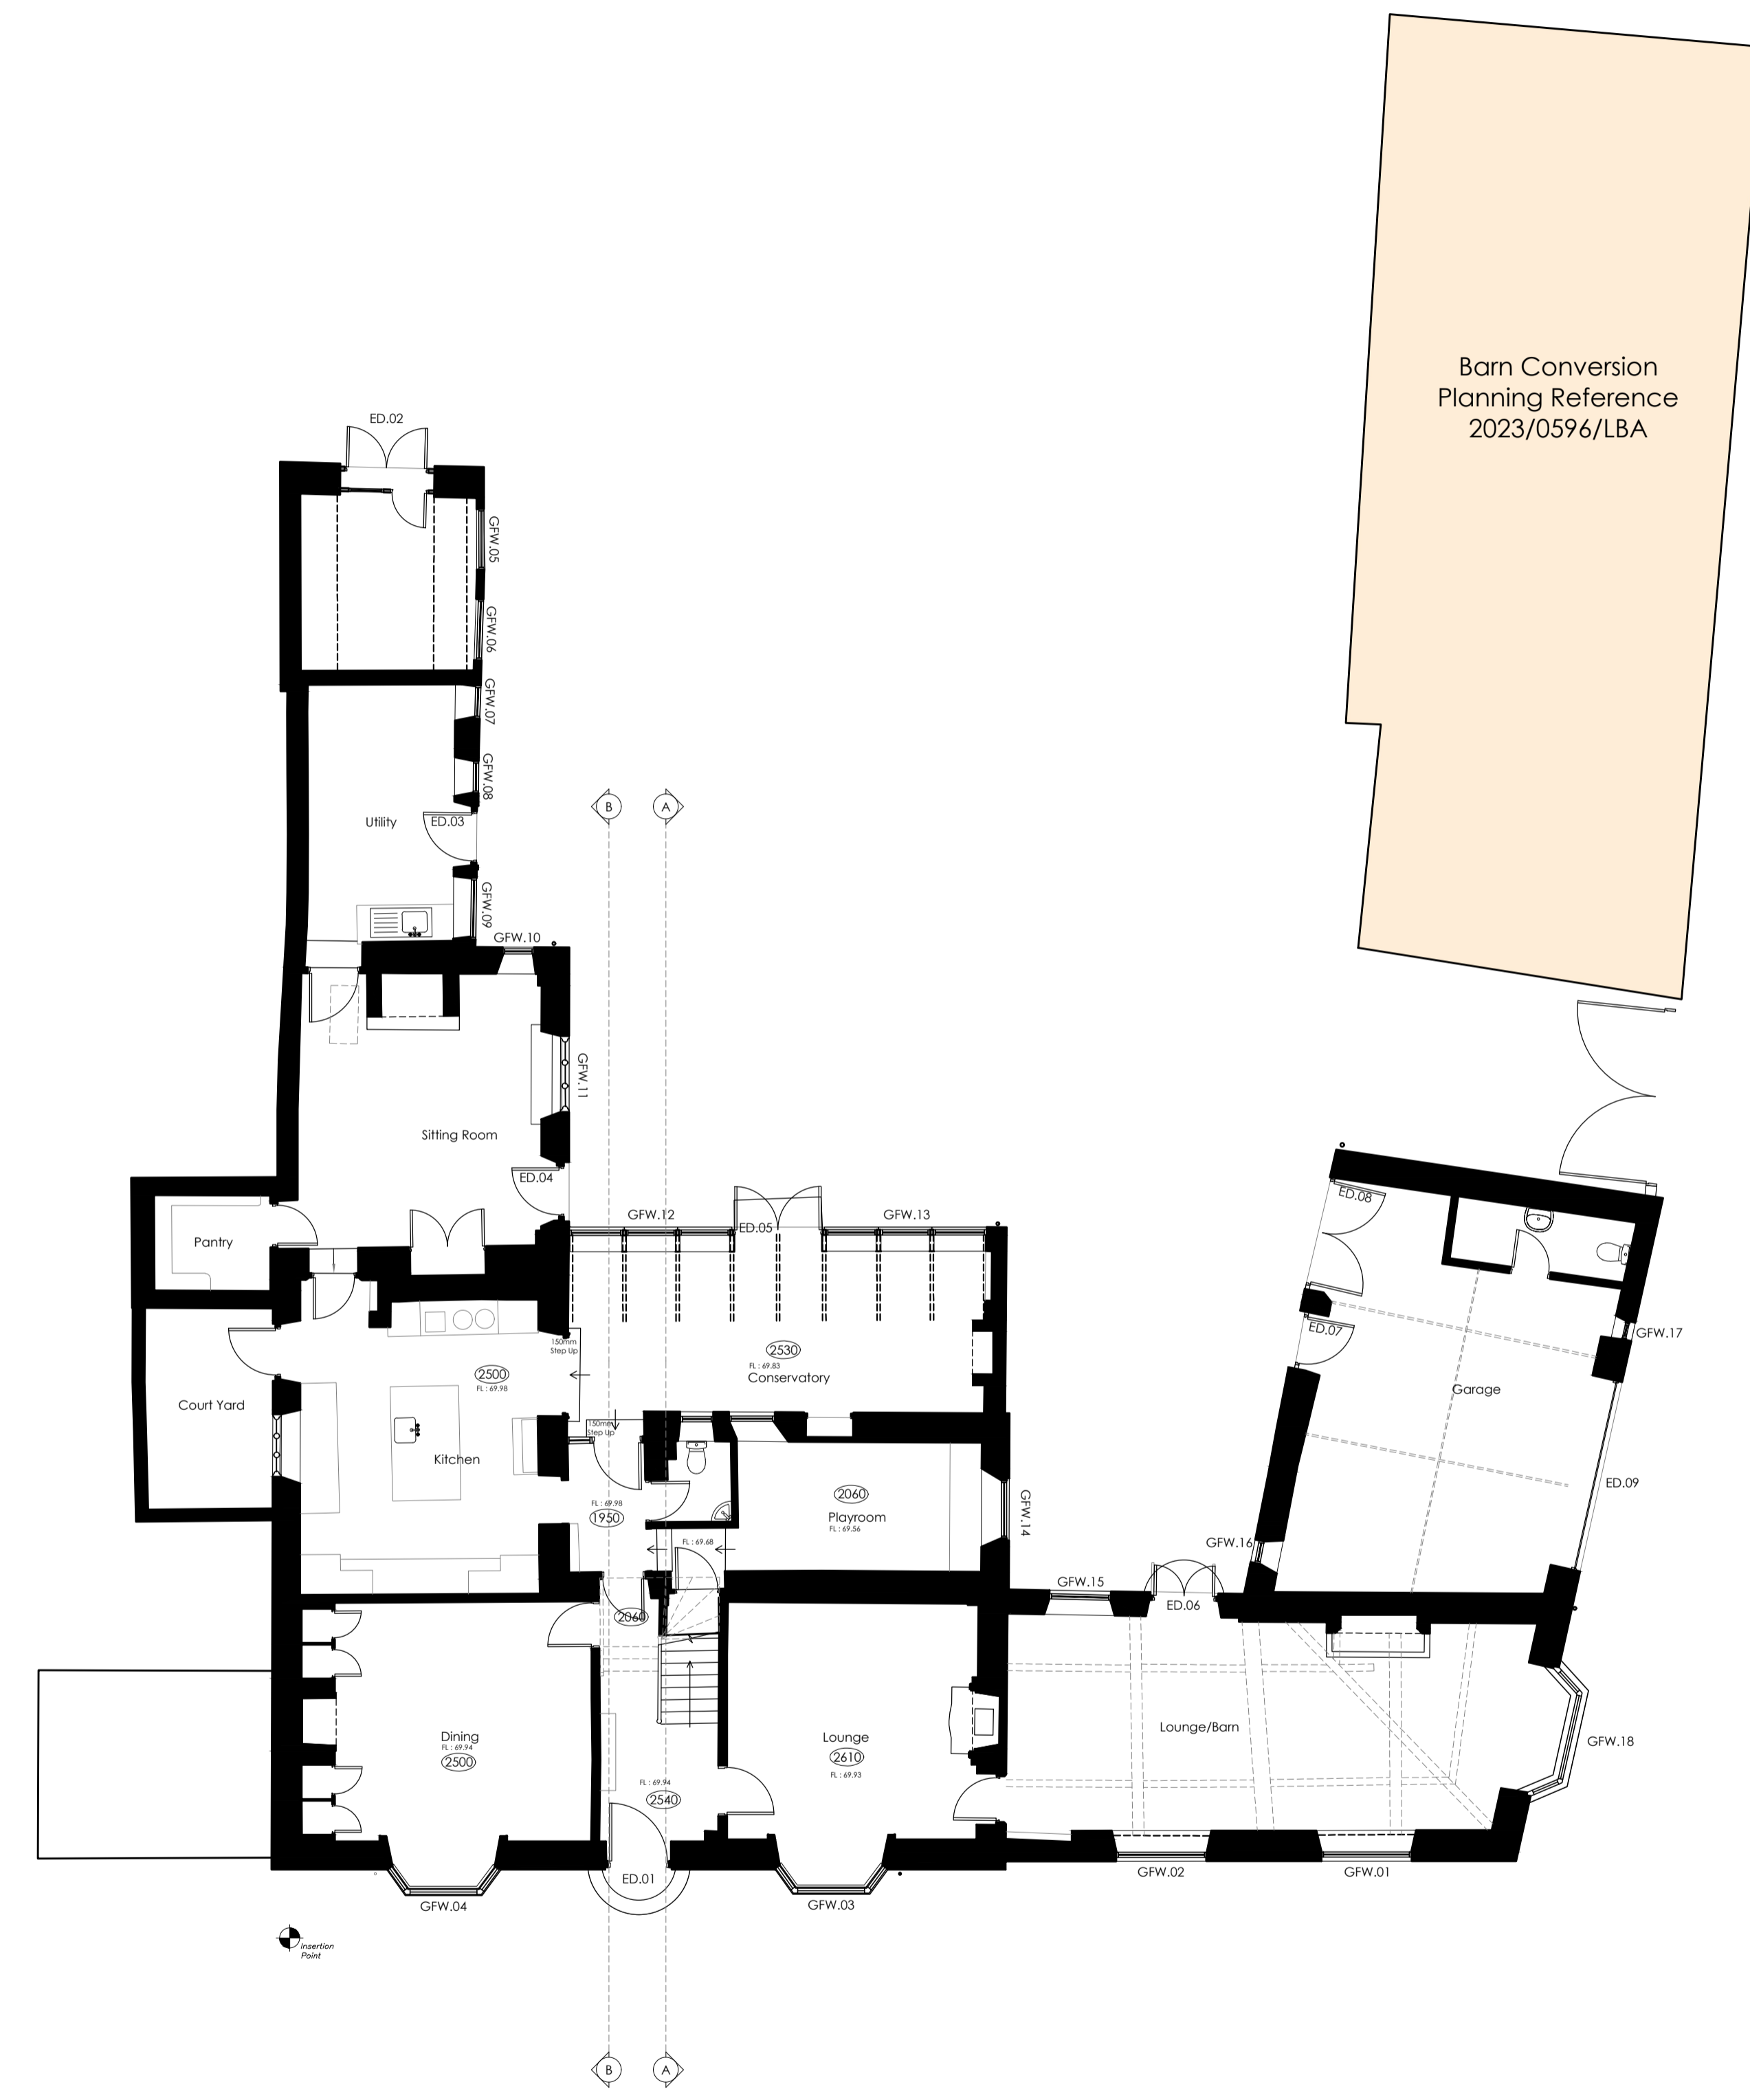 Barn Conversion
Planning Reference
2023/0596/LBA
ED.02
GFW.05
GFW.06
GFW.07
GFW.08
B
A
Utility
ED.03
GFW.09
GFW.10
GFW.11
Sitting Room
ED.04
ED.08
GFW.12
ED.05
GFW.13
Pantry
ED.07
GFW.17
150mm
Step Up
2530
FL : 69.83
Conservatory
2500
FL : 69.98
Garage
Court Yard
150mm
Step Up
Kitchen
ED.09
2060
Playroom
FL : 69.56
GFW.14
FL : 69.98
1950
FL : 69.68
GFW.16
GFW.15
ED.06
2060
Lounge/Barn
Dining
FL : 69.94
2500
Lounge
2610
FL : 69.93
GFW.18
FL : 69.94
2540
ED.01
GFW.02
GFW.01
GFW.04
GFW.03
Insertion
Point
B
A